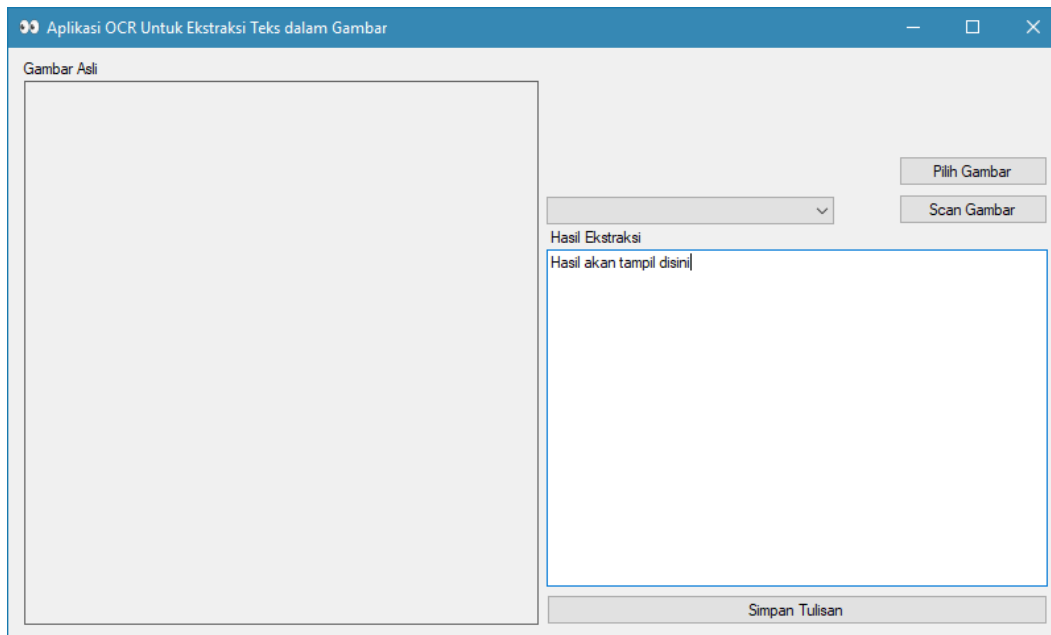 Aplikasi OCR Untuk Ekstraksi Teks dalam Gambar
Gambar Asli
Pilih Gambar
Scan Gambar
Hasil Ekstraksi
Hasil akan tampil disini
Simpan Tulisan